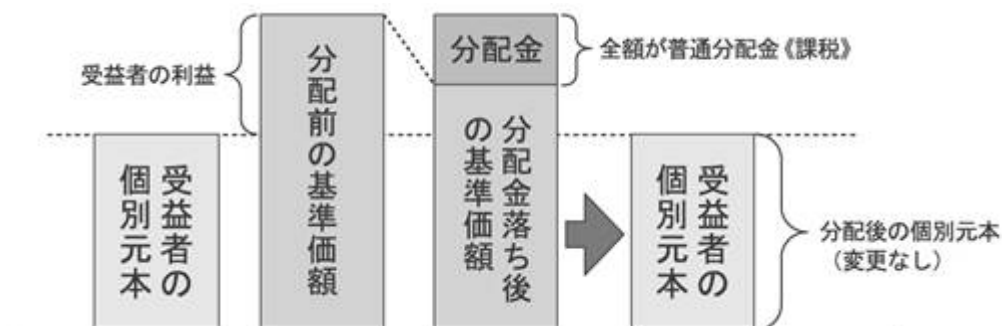 受益者の利益
受益者の
個別元本
分配前の基準価額
分配金
全額が普通分配金《課税》
分配金落ち後
の基準価額
受益者の
個別元本
分配後の個別元本
(変更なし)